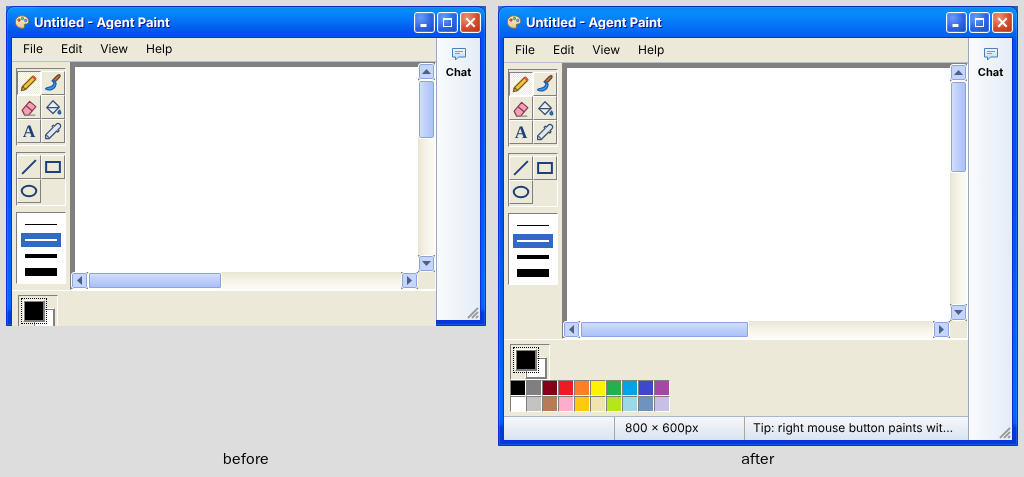 Untitled - Agent Paint
File Edit View Help
Chat
A
before
Untitled - Agent Paint
File Edit View Help
Chat
A
800 × 600px
Tip: right mouse button paints wit...
after